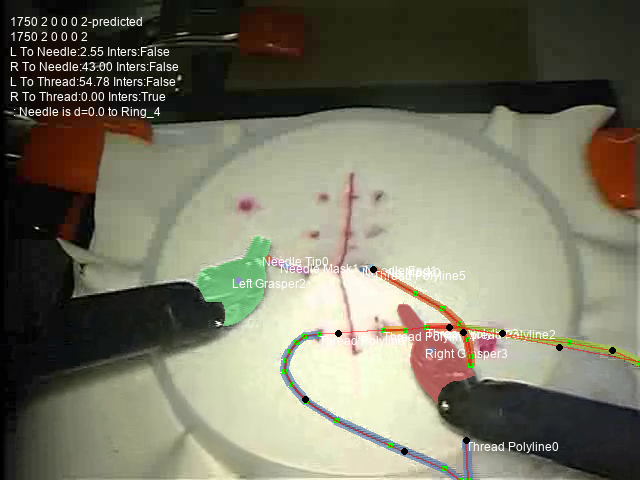 1750 2 0 0 0 2-predicted
1750 2 0 0 0 2
L To Needle:2.55 Inters:False
R To Needle:43.00 Inters:False
L To Thread:54.78 Inters:False
R To Thread:0.00 Inters:True
: Needle is d=0.0 to Ring_4
Needle Tip0
Needle Mask1
Thread Polyline5
Left Grasper2
Thread Polyline2
Right Grasper3
Thread Polyline0